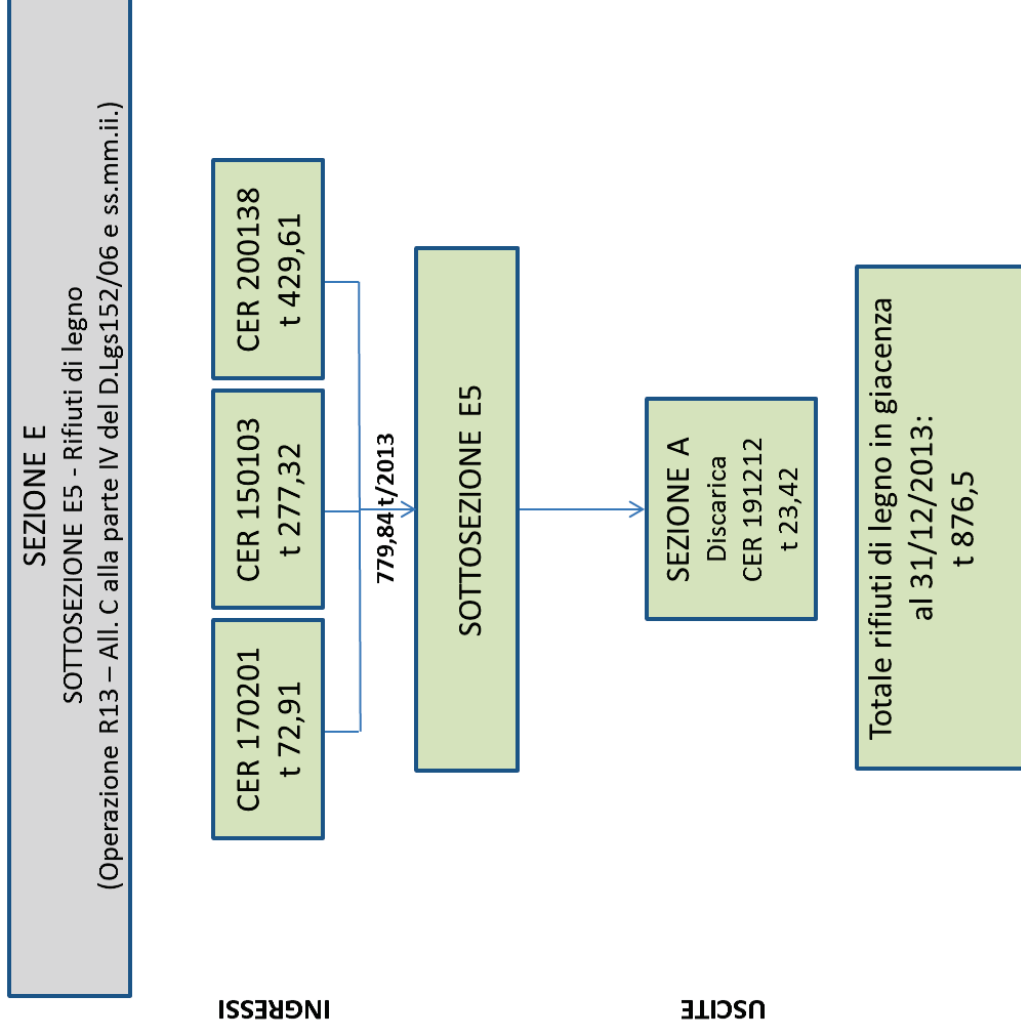 SEZIONE E
SOTTOSEZIONE E5 - Rifiuti di legno
(Operazione R13 – All. C alla parte IV del D.Lgs152/06 e ss.mm.ii.)
INGRESSI
CER 170201
t 72,91
CER 150103
t 277,32
CER 200138
t 429,61
779,84 t/2013
SOTTOSEZIONE E5
USCITE
SEZIONE A
Discarica
CER 191212
t 23,42
Totale rifiuti di legno in giacenza
al 31/12/2013:
t 876,5